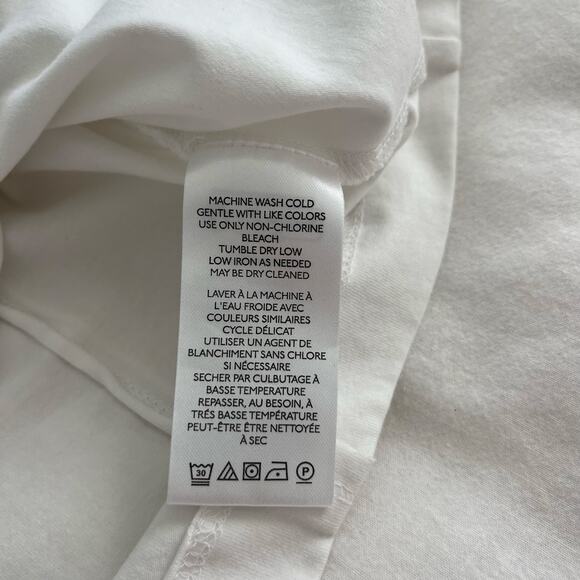 MACHINE WASH COLD
GENTLE WITH LIKE COLORS
USE ONLY NON-CHLORINE
BLEACH
TUMBLE DRY LOW
LOW IRON AS NEEDED
MAY BE DRY CLEANED
LAVER À LA MACHINE À
L'EAU FROIDE AVEC
COULEURS SIMILAIRES
CYCLE DÉLICAT
UTILISER UN AGENT DE
BLANCHIMENT SANS CHLORE
SI NÉCESSAIRE
SECHER PAR CULBUTAGE À
BASSE TEMPERATURE
REPASSER, AU BESOIN, À
TRÉS BASSE TEMPÉRATURE
PEUT-ÊTRE ÊTRE NETTOYÉE
À SEC
30 P